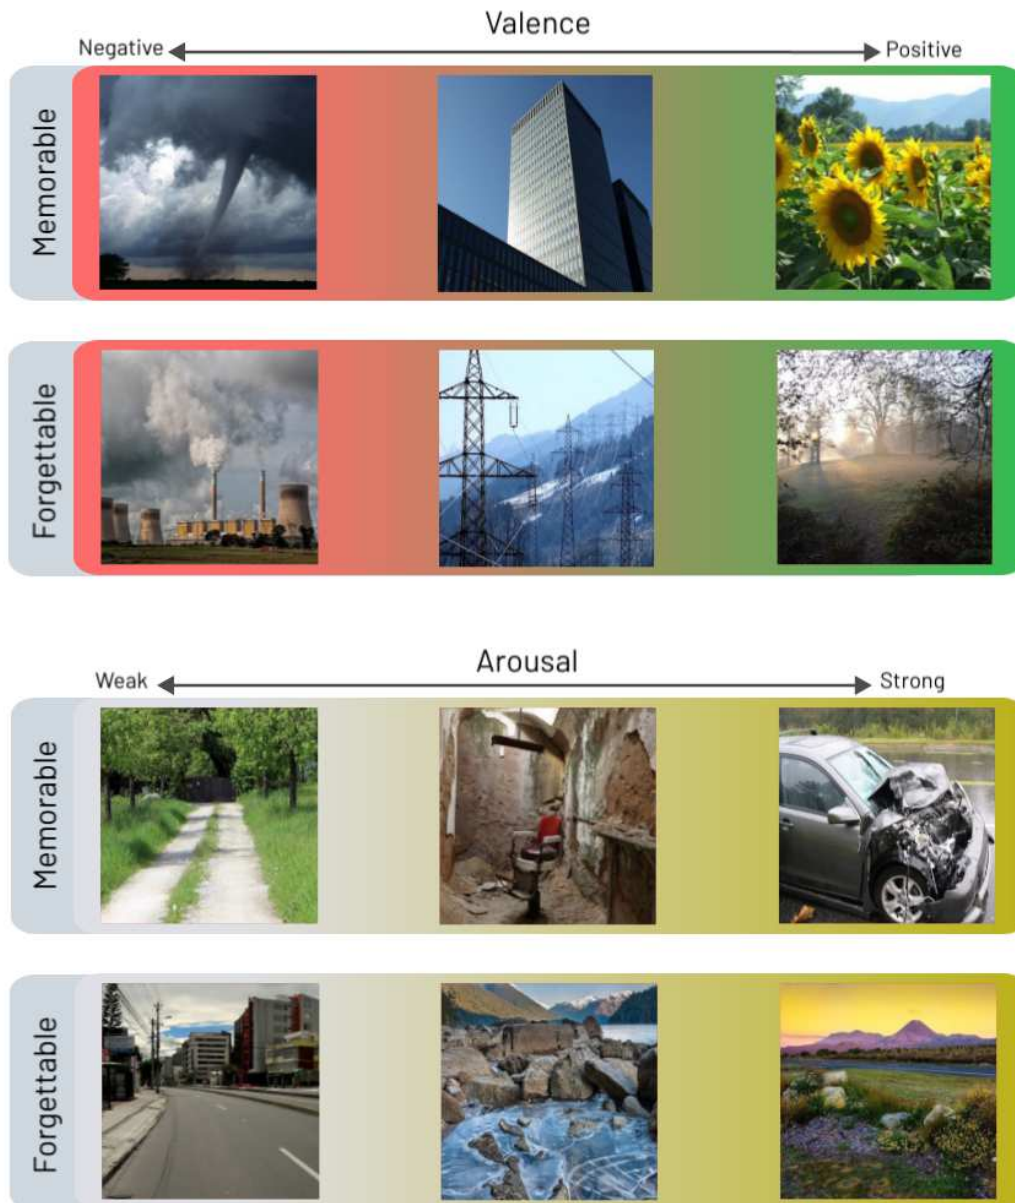 Valence
Negative Positive
Memorable
Forgettable
Arousal
Weak Strong
Memorable
Forgettable